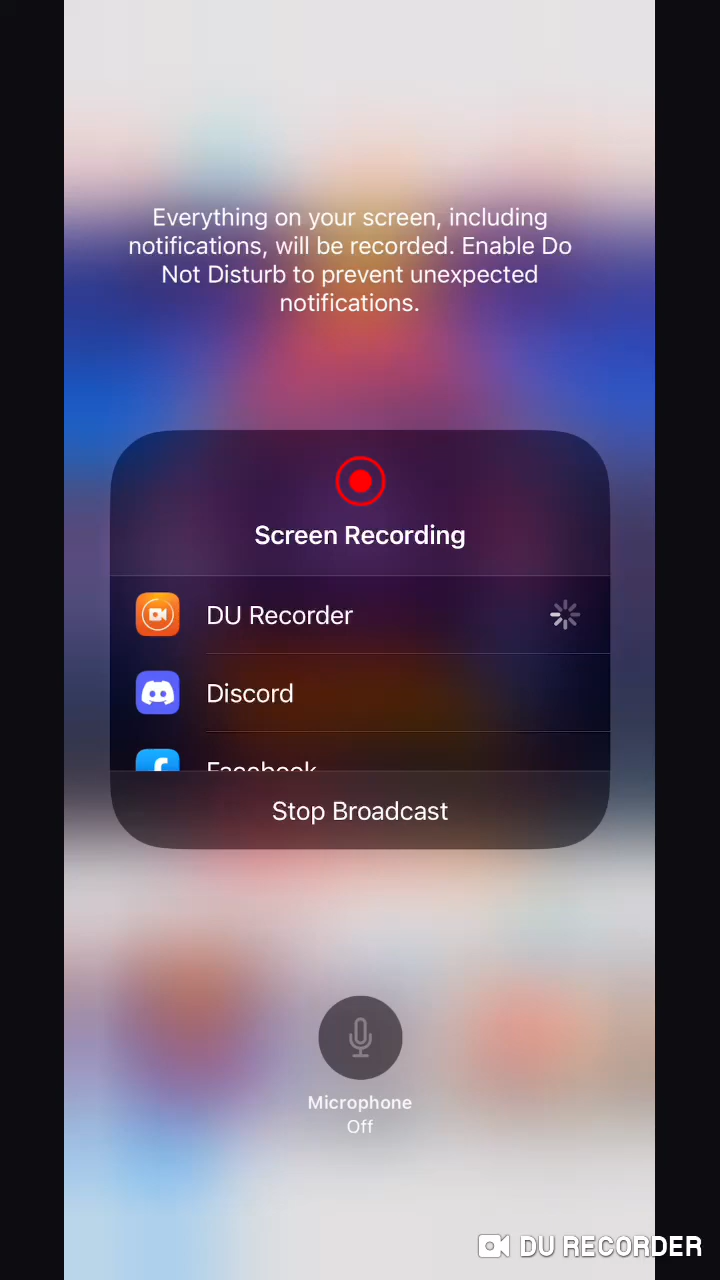 Everything on your screen, including
notifications, will be recorded. Enable Do
Not Disturb to prevent unexpected
notifications.
Screen Recording
DU Recorder
Discord
Facebook
Stop Broadcast
Microphone
Off
DU RECORDER